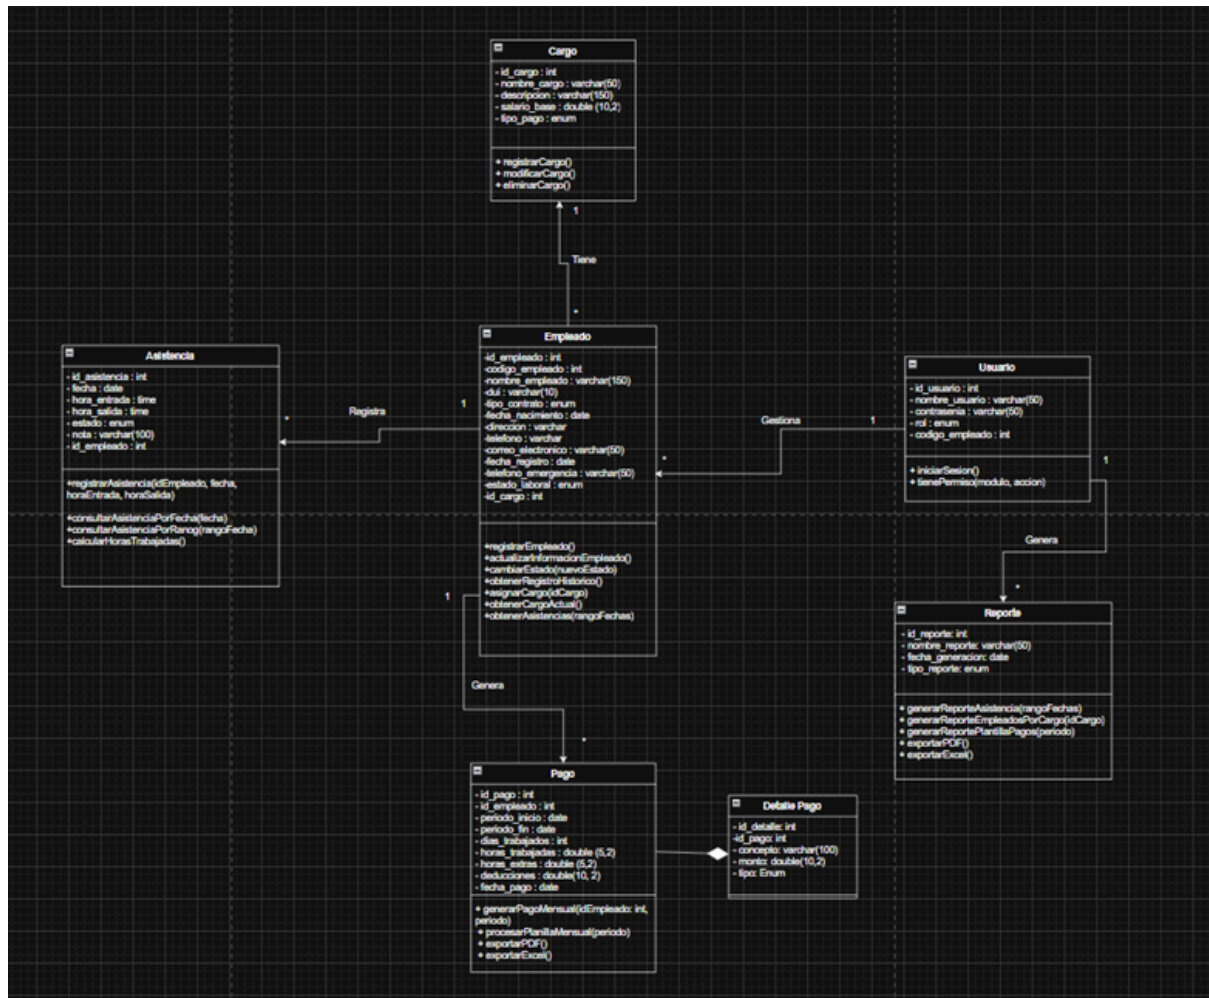 Cargo
- id_cargo : int
- nombre_cargo : varchar(50)
- descripcion : varchar(150)
- salario_base : double (10,2)
- tipo_pago : enum
+ registrarCargo()
+ modificarCargo()
+ eliminarCargo()
1
Tiene
*
Asistencia
- id_asistencia : int
- fecha : date
- hora_entrada : time
- hora_salida : time
- estado : enum
- nota : varchar(100)
- id_empleado : int
+registrarAsistencia(idEmpleado, fecha,
horaEntrada, horaSalida)
+consultarAsistenciaPorFecha(fecha)
+consultarAsistenciaPorRanog(rangoFecha)
+calcularHorasTrabajadas()
*
Registra
1
Empleado
-id_empleado : int
-codigo_empleado : int
-nombre_empleado : varchar(150)
-dui : varchar(10)
-tipo_contrato : enum
-fecha_nacimiento : date
-direccion : varchar
-telefono : varchar
-correo_electronico : varchar(50)
-fecha_registro : date
-telefono_emergencia : varchar(50)
-estado_laboral : enum
-id_cargo : int
+registrarEmpleado()
+actualizarInformacionEmpleado()
+cambiarEstado(nuevoEstado)
+obtenerRegistroHistorico()
+asignarCargo(idCargo)
+obtenerCargoActual()
+obtenerAsistencias(rangoFechas)
Gestiona
1
*
Usuario
- id_usuario : int
- nombre_usuario : varchar(50)
- contrasenia : varchar(50)
- rol : enum
- codigo_empleado : int
+ iniciarSesion()
+ tienePermiso(modulo, accion)
1
Genera
*
Reporte
- id_reporte: int
- nombre_reporte: varchar(50)
- fecha_generacion: date
- tipo_reporte: enum
+ generarReporteAsistencia(rangoFechas)
+ generarReporteEmpleadosPorCargo(idCargo)
+ generarReportePlantillaPagos(periodo)
+ exportarPDF()
+ exportarExcel()
1
Genera
*
Pago
- id_pago : int
- id_empleado : int
- periodo_inicio : date
- periodo_fin : date
- dias_trabajados : int
- horas_trabajadas : double (5,2)
- horas_extras : double (5,2)
- deducciones : double(10, 2)
- fecha_pago : date
+ generarPagoMensual(idEmpleado: int,
periodo)
+ procesarPlanillaMensual(periodo)
+ exportarPDF()
+ exportarExcel()
Detalle Pago
- id_detalle: int
-id_pago: int
- concepto: varchar(100)
- monto: double(10,2)
- tipo: Enum